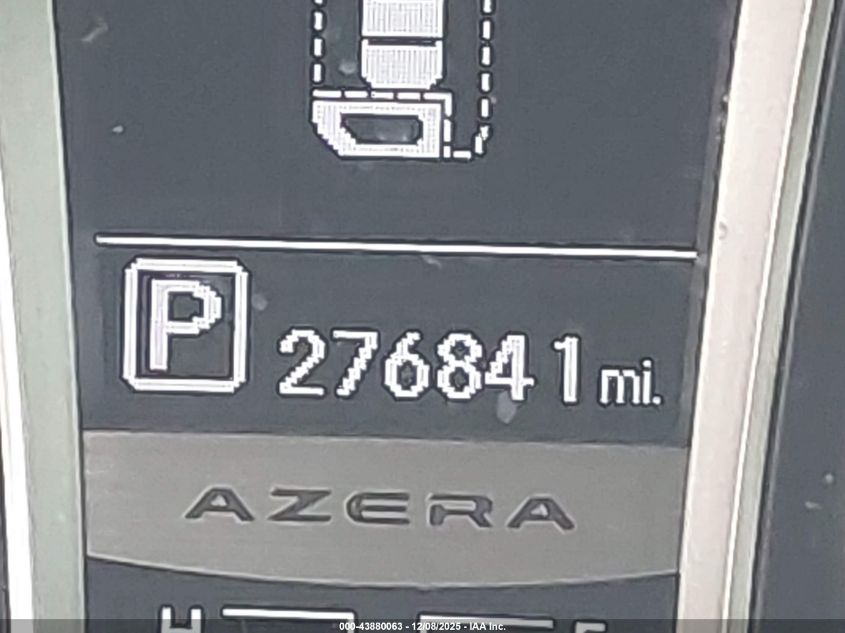 P
276841 mi.
AZERA
H
000-43880063 - 12/08/2025 - IAA Inc.